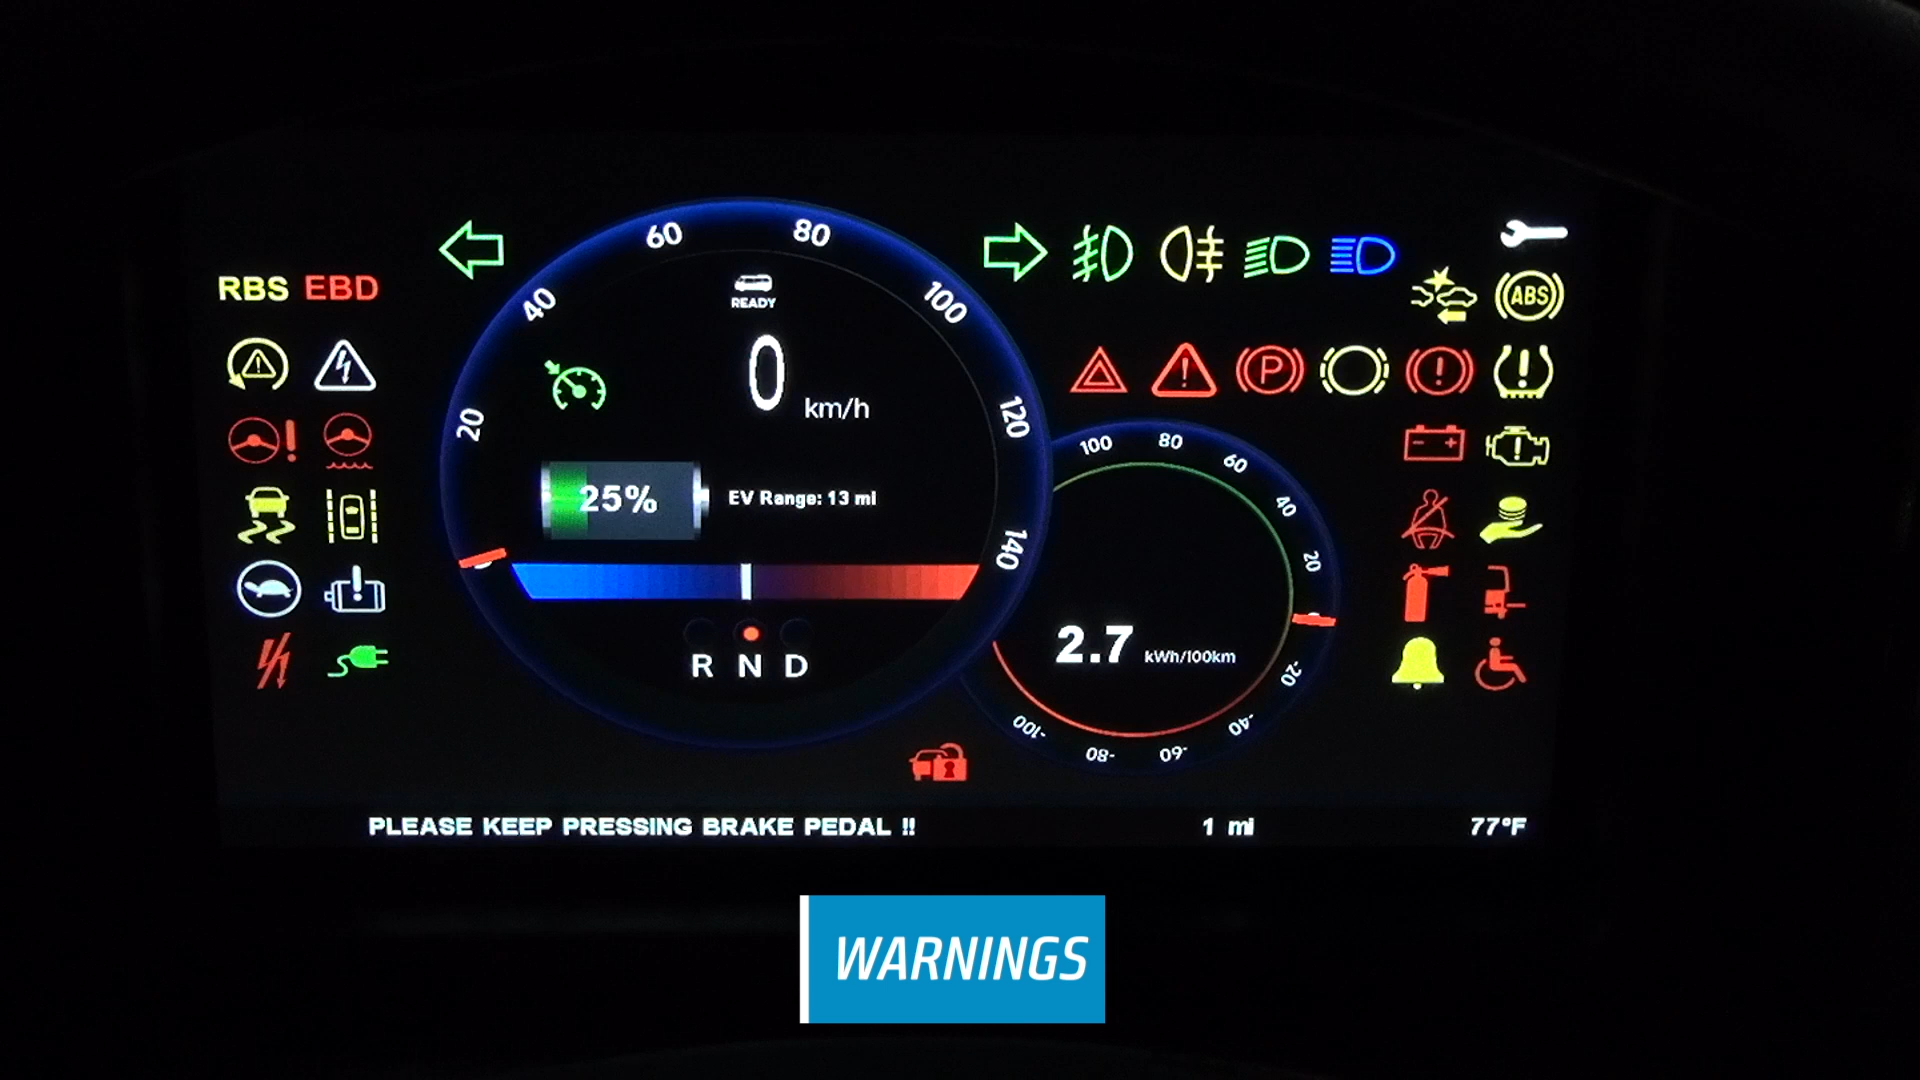 60 80
40 100
20 120
140
RBS EBD
READY
0 km/h
25% EV Range: 13 mi
R N D
ABS
P
100 80 60 40 20
-20 -40 -60 -80 -100
2.7 kWh/100km
PLEASE KEEP PRESSING BRAKE PEDAL !! 1 mi 77°F
WARNINGS